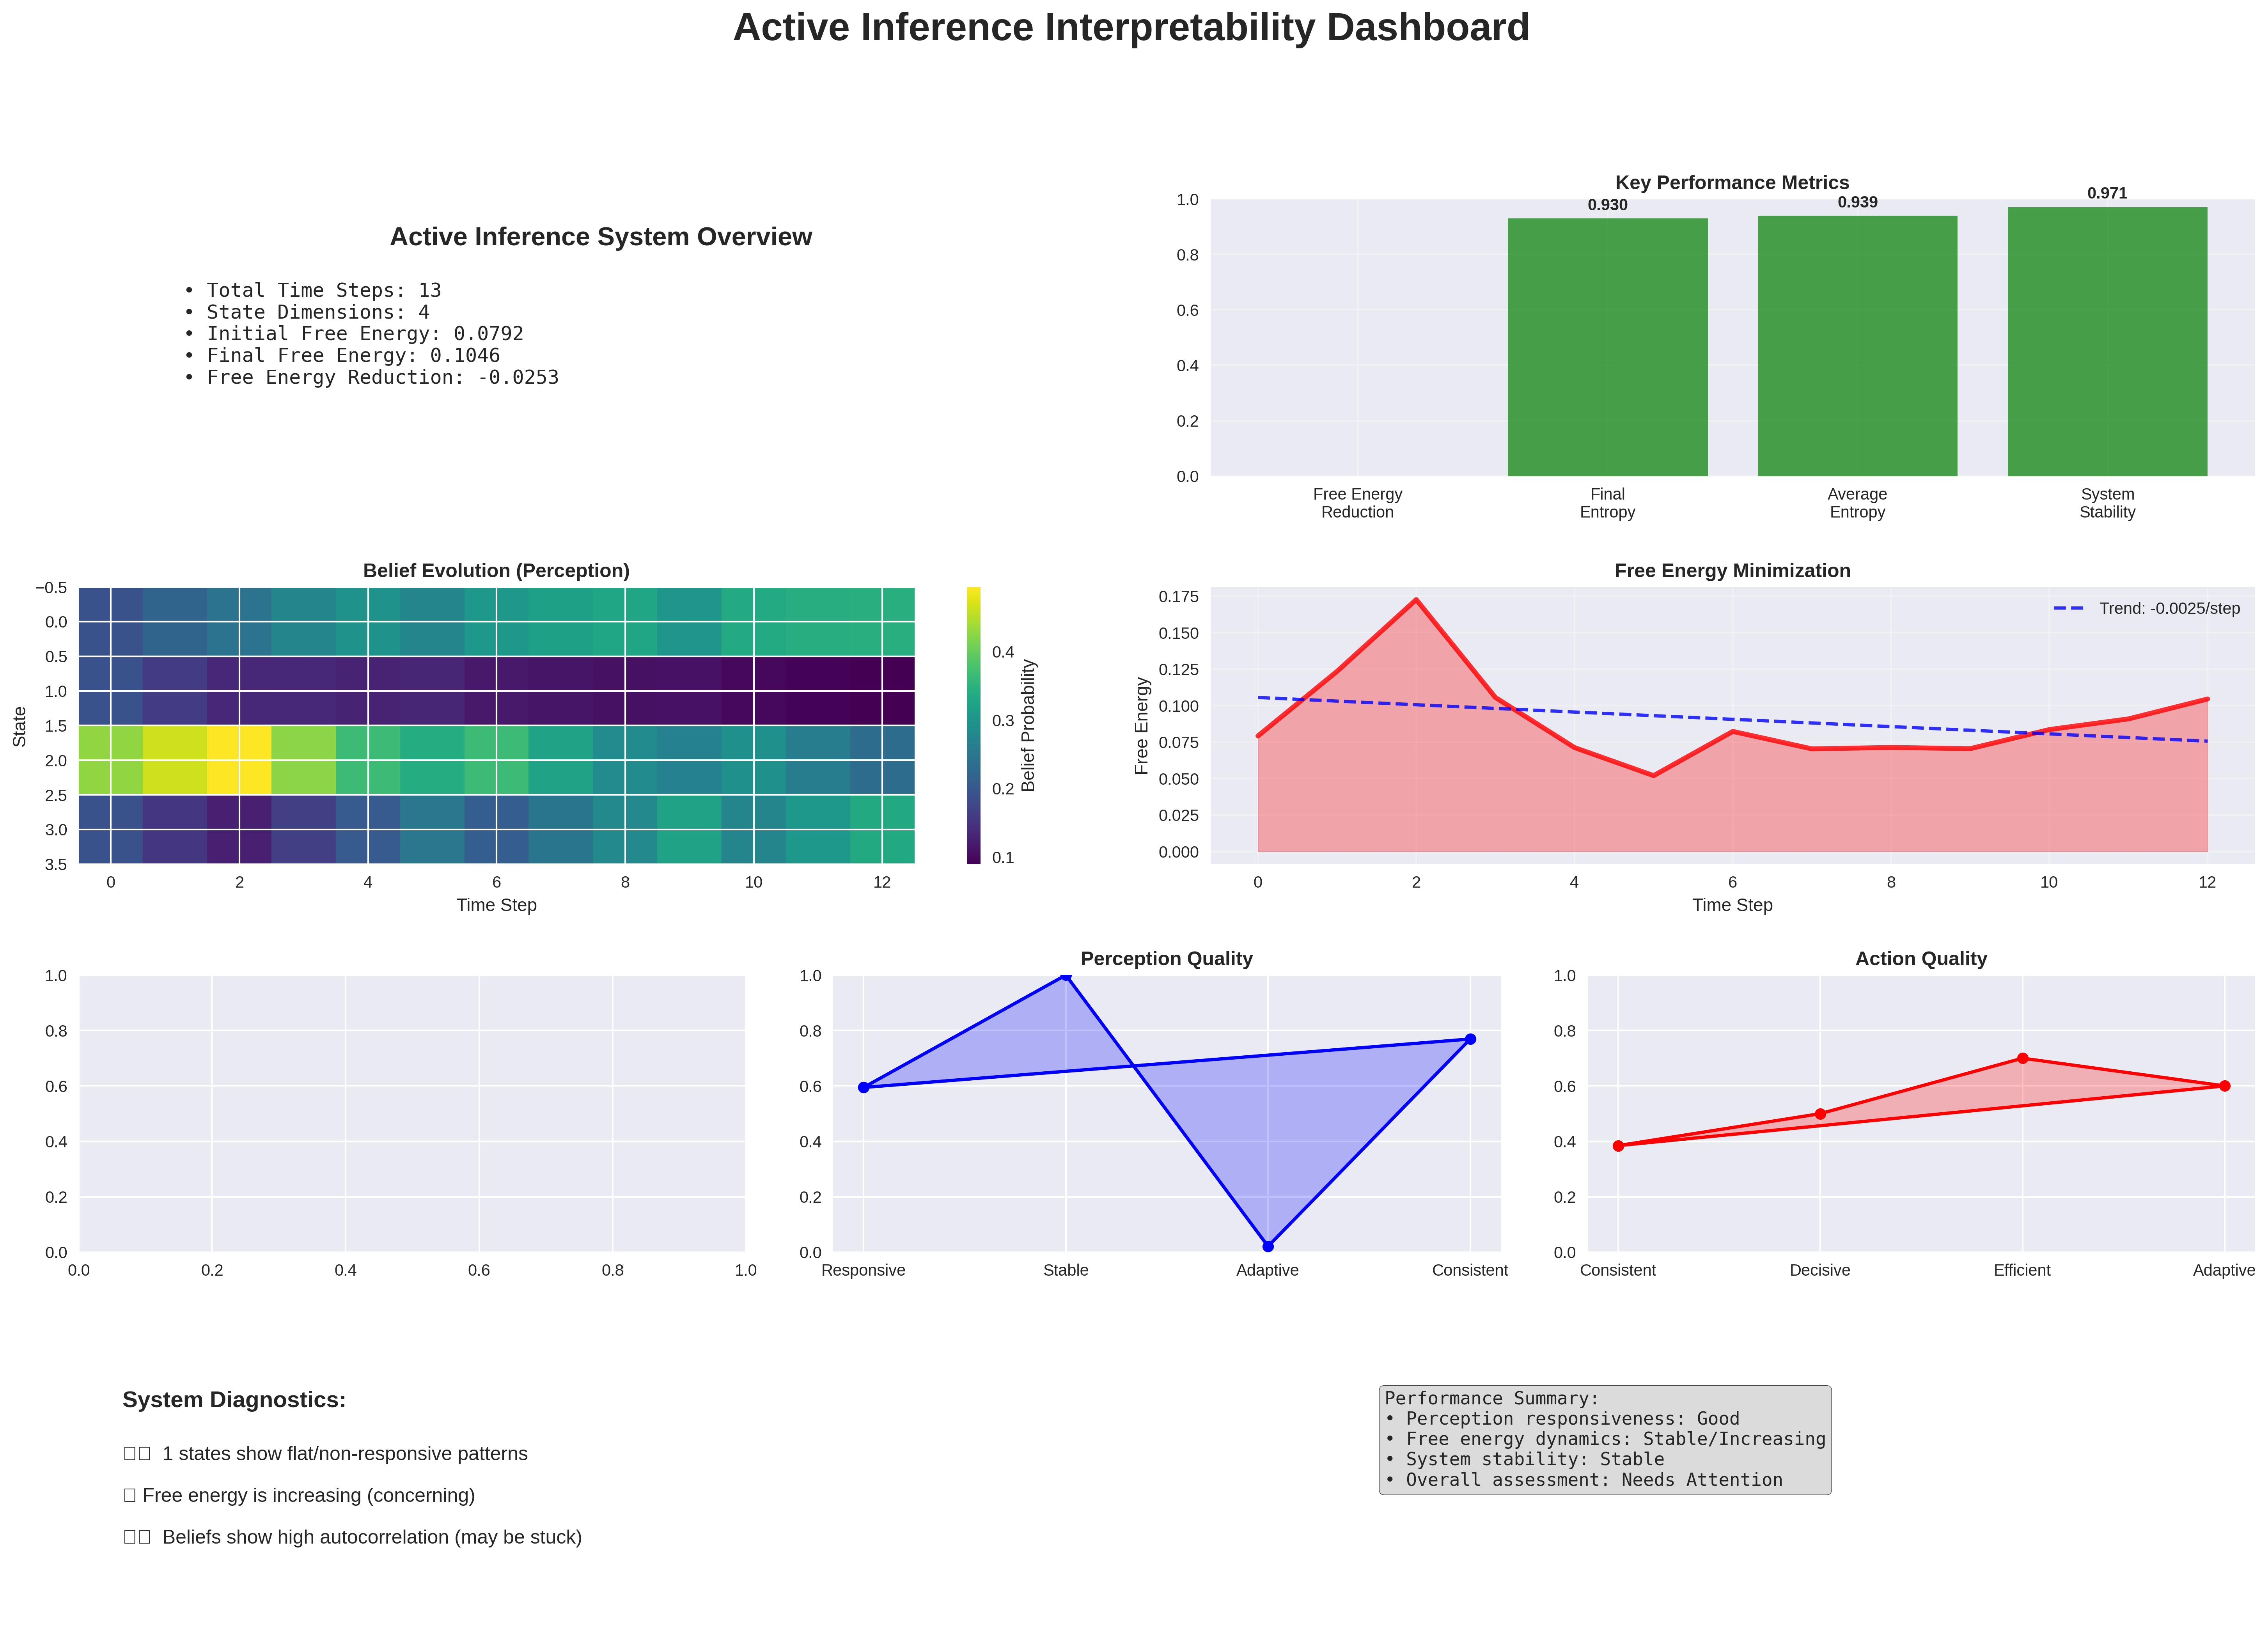 Active Inference Interpretability Dashboard
Active Inference System Overview
• Total Time Steps: 13
• State Dimensions: 4
• Initial Free Energy: 0.0792
• Final Free Energy: 0.1046
• Free Energy Reduction: -0.0253
Key Performance Metrics
1.0
0.8
0.6
0.4
0.2
0.0
0.930
0.939
0.971
Free Energy
Reduction
Final
Entropy
Average
Entropy
System
Stability
Belief Evolution (Perception)
State
−0.5
0.0
0.5
1.0
1.5
2.0
2.5
3.0
3.5
0 2 4 6 8 10 12
Time Step
0.4
0.3
0.2
0.1
Belief Probability
Free Energy Minimization
Free Energy
0.175
0.150
0.125
0.100
0.075
0.050
0.025
0.000
Trend: -0.0025/step
0 2 4 6 8 10 12
Time Step
1.0
0.8
0.6
0.4
0.2
0.0
0.0 0.2 0.4 0.6 0.8 1.0
Perception Quality
1.0
0.8
0.6
0.4
0.2
0.0
Responsive Stable Adaptive Consistent
Action Quality
1.0
0.8
0.6
0.4
0.2
0.0
Consistent Decisive Efficient Adaptive
System Diagnostics:
1 states show flat/non-responsive patterns
Free energy is increasing (concerning)
Beliefs show high autocorrelation (may be stuck)
Performance Summary:
• Perception responsiveness: Good
• Free energy dynamics: Stable/Increasing
• System stability: Stable
• Overall assessment: Needs Attention